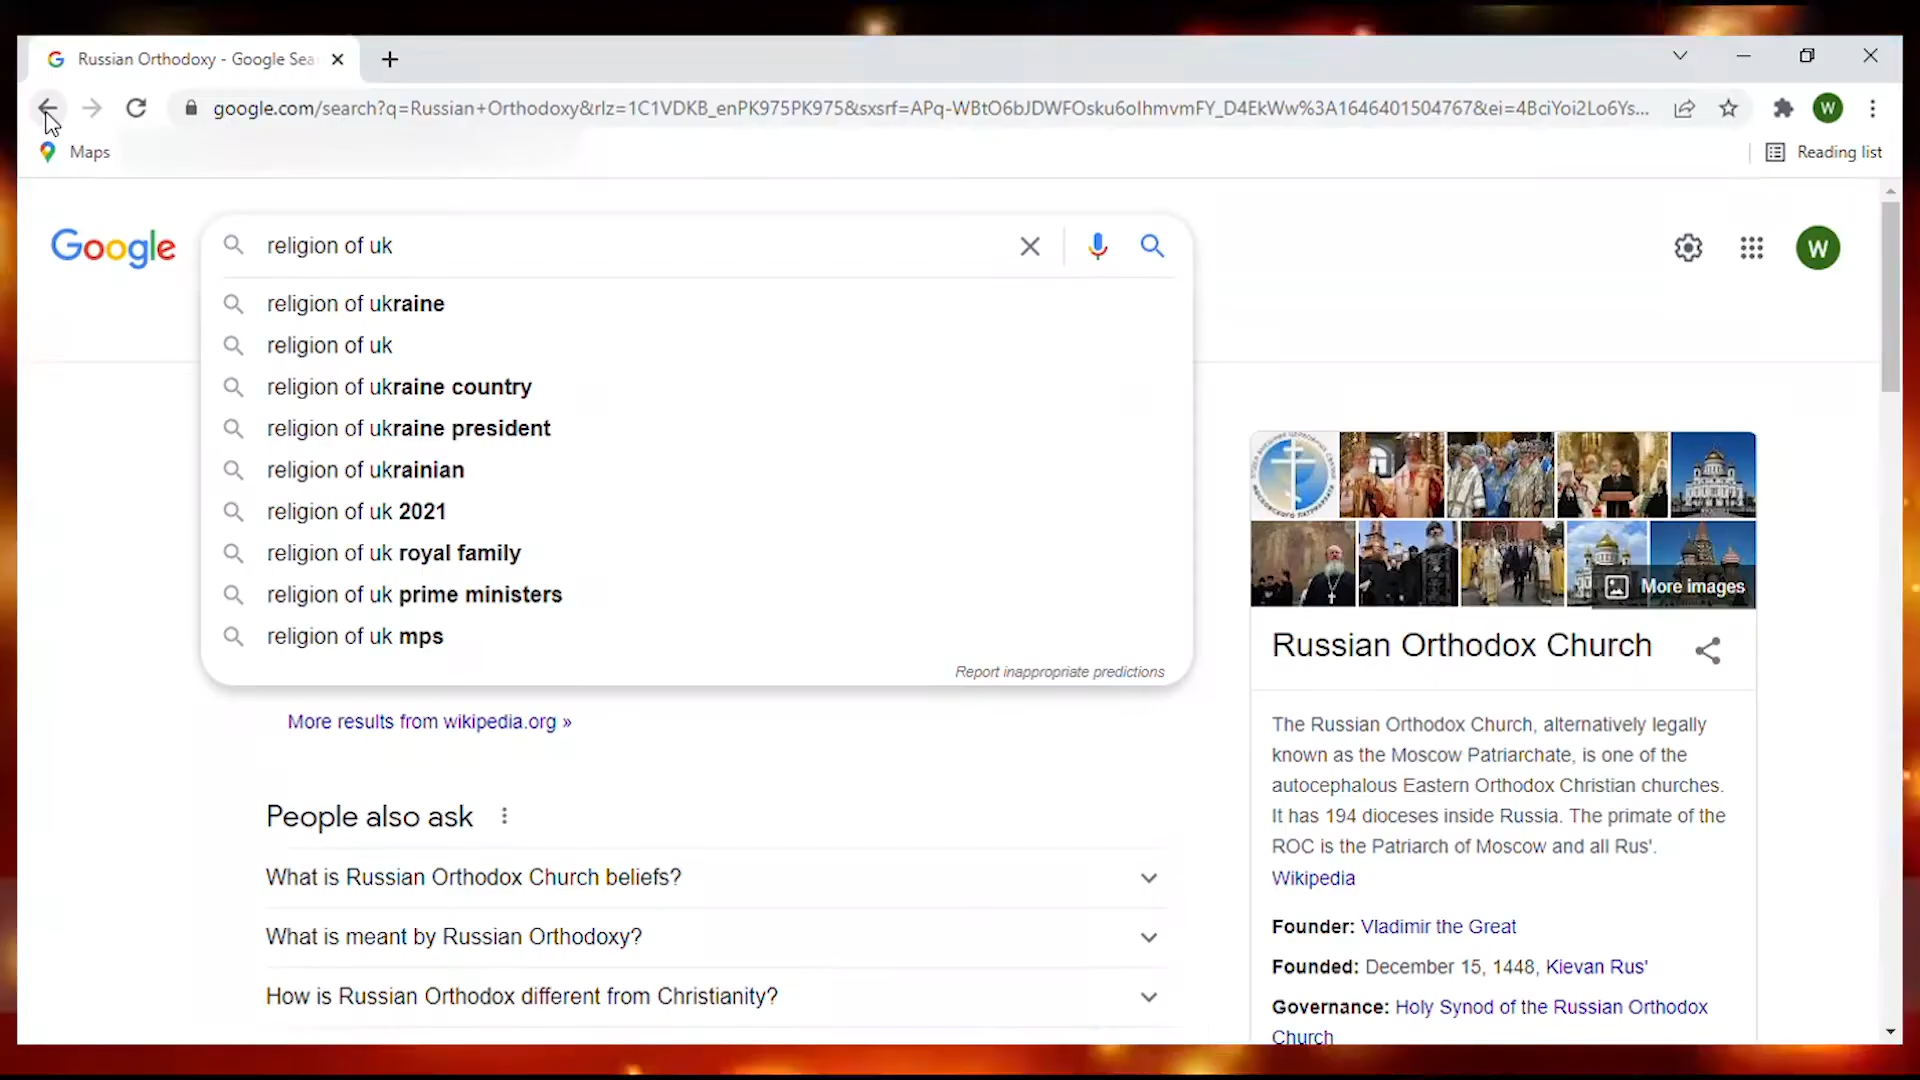 Russian Orthodoxy - Google Sea
google.com/search?q=Russian+Orthodoxy&rlz=1C1VDKB_enPK975PK975&sxsrf=APq-WBtO6bJDWFOsku6oIhmvmFY_D4EkWw%3A1646401504767&ei=4BciYoi2Lo6Ys...
W
Maps
Reading list
Google
religion of uk
W
religion of ukraine
religion of uk
religion of ukraine country
religion of ukraine president
religion of ukrainian
religion of uk 2021
religion of uk royal family
religion of uk prime ministers
religion of uk mps
Report inappropriate predictions
More results from wikipedia.org »
People also ask
What is Russian Orthodox Church beliefs?
What is meant by Russian Orthodoxy?
How is Russian Orthodox different from Christianity?
More images
Russian Orthodox Church
The Russian Orthodox Church, alternatively legally
known as the Moscow Patriarchate, is one of the
autocephalous Eastern Orthodox Christian churches.
It has 194 dioceses inside Russia. The primate of the
ROC is the Patriarch of Moscow and all Rus'.
Wikipedia
Founder: Vladimir the Great
Founded: December 15, 1448, Kievan Rus'
Governance: Holy Synod of the Russian Orthodox
Church